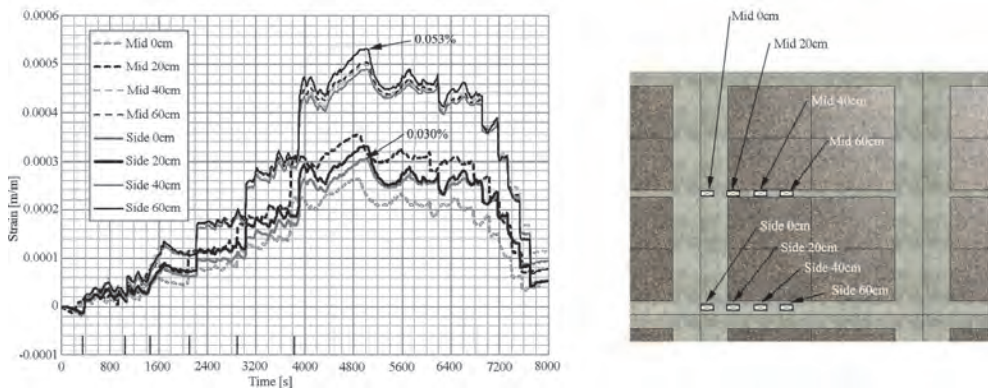 0.0006
0.0005
0.0004
0.0003
0.0002
0.0001
0
-0.0001
Strain [m/m]
Mid 0cm
Mid 20cm
Mid 40cm
Mid 60cm
Side 0cm
Side 20cm
Side 40cm
Side 60cm
0.053%
0.030%
0 800 1600 2400 3200 4000 4800 5600 6400 7200 8000
Time [s]
Mid 0cm
Mid 20cm
Mid 40cm
Mid 60cm
Side 0cm
Side 20cm
Side 40cm
Side 60cm